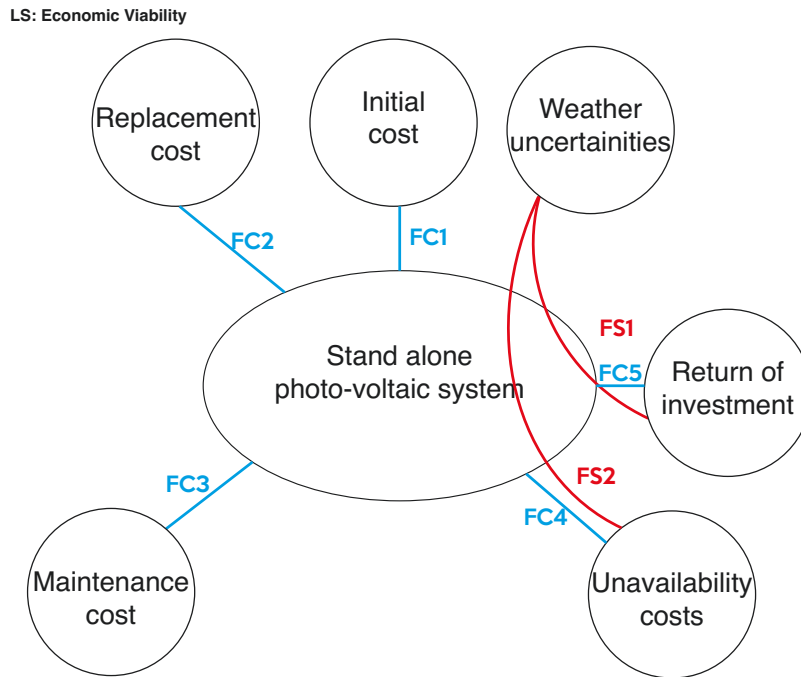 LS: Economic Viability
Replacement
cost
Initial
cost
Weather
uncertainities
FC2
FC1
FS1
Stand alone
photo-voltaic system
FC5
Return of
investment
FC3
FS2
FC4
Maintenance
cost
Unavailability
costs